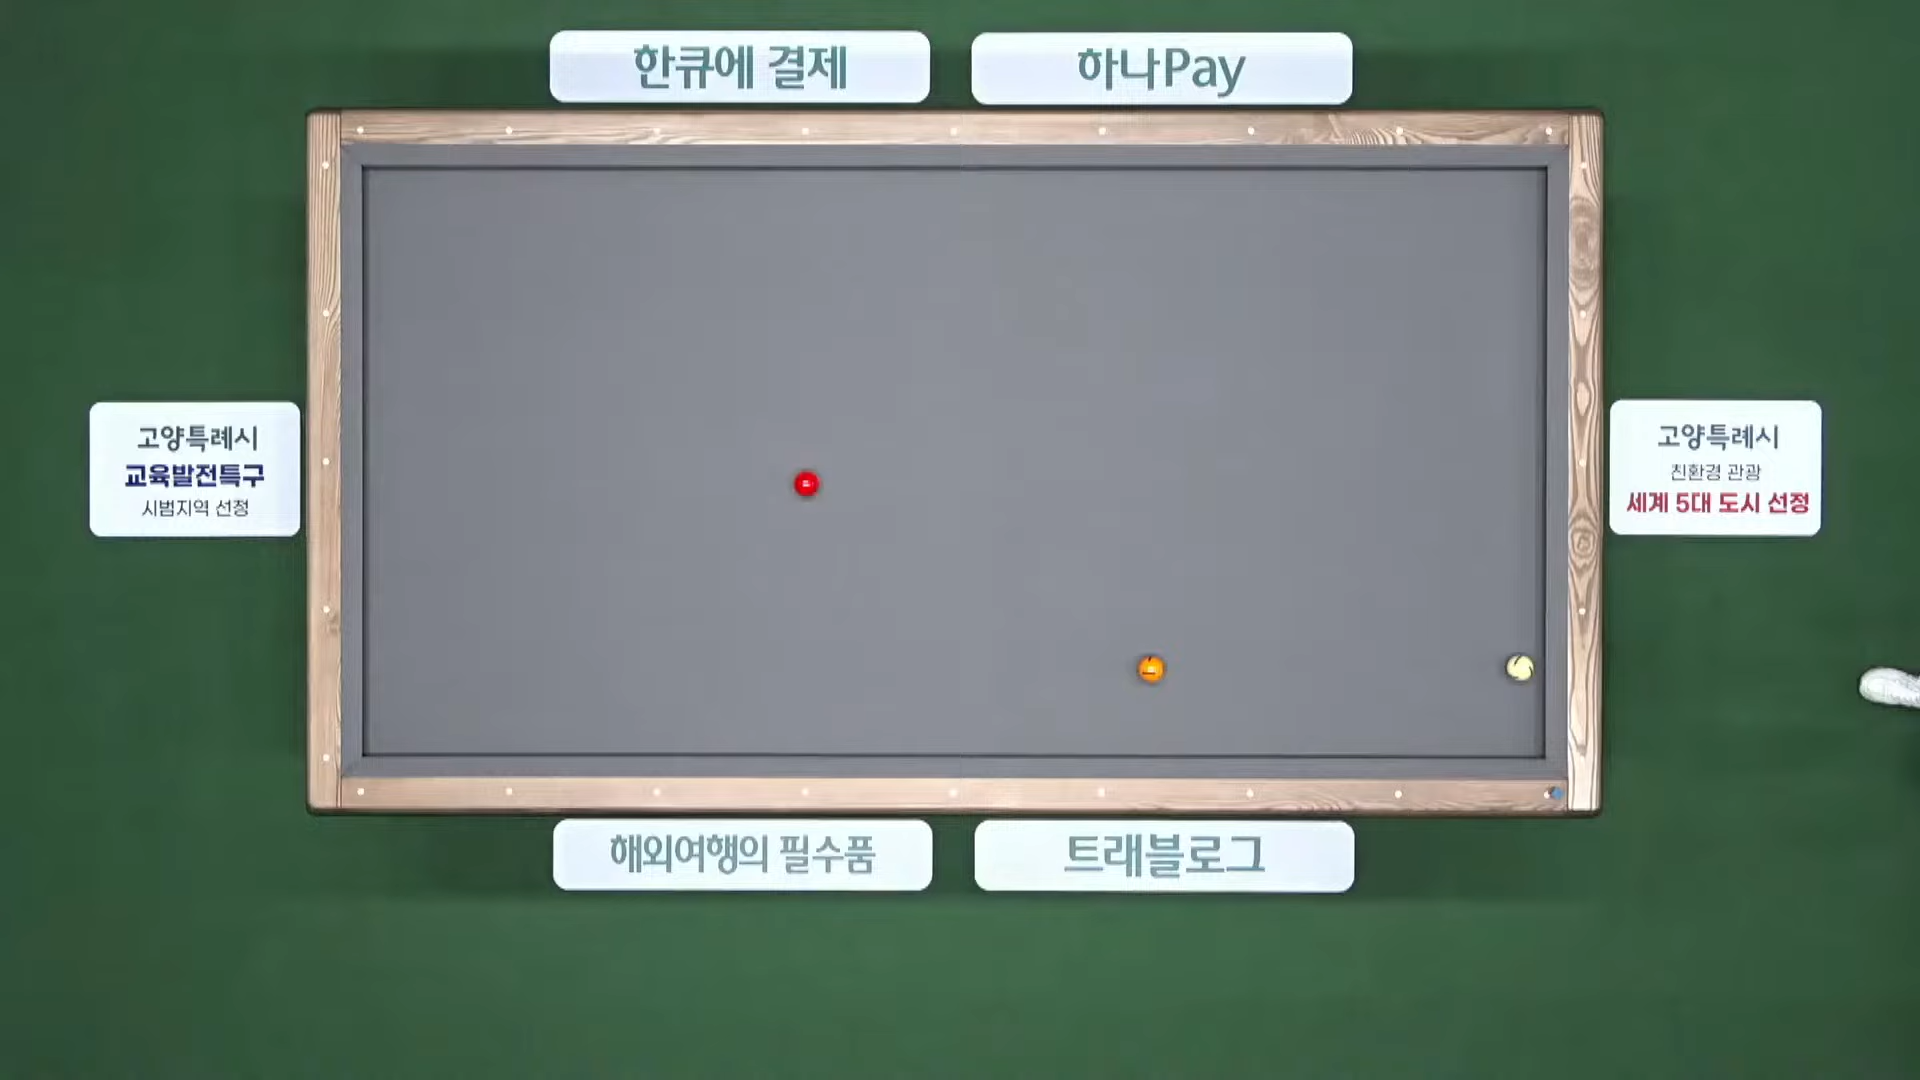 한큐에 결제
하나Pay
고양특례시
교육발전특구
시범지역 선정
고양특례시
친환경 관광
세계 5대 도시 선정
해외여행의 필수품
트래블로그